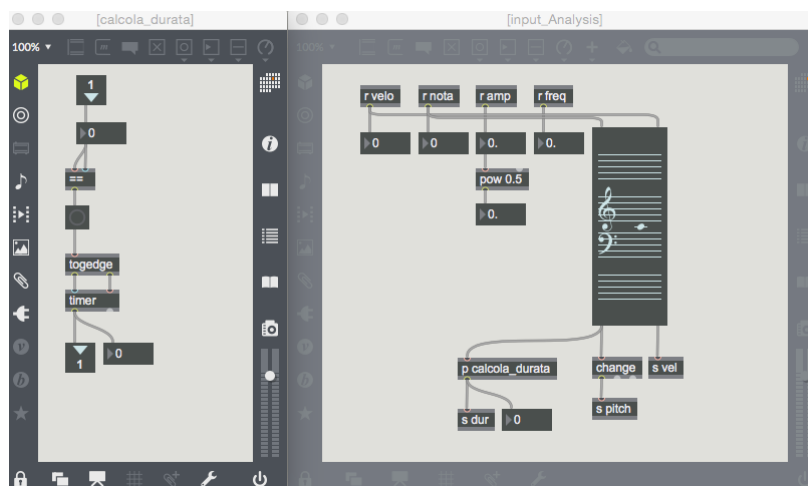 [calcola_durata]
100%
1
0
==
togedge
timer
1
0
[input_Analysis]
100%
r velo
r nota
r amp
r freq
0
0
0.
0.
pow 0.5
0.
p calcola_durata
change
s vel
s dur
0
s pitch